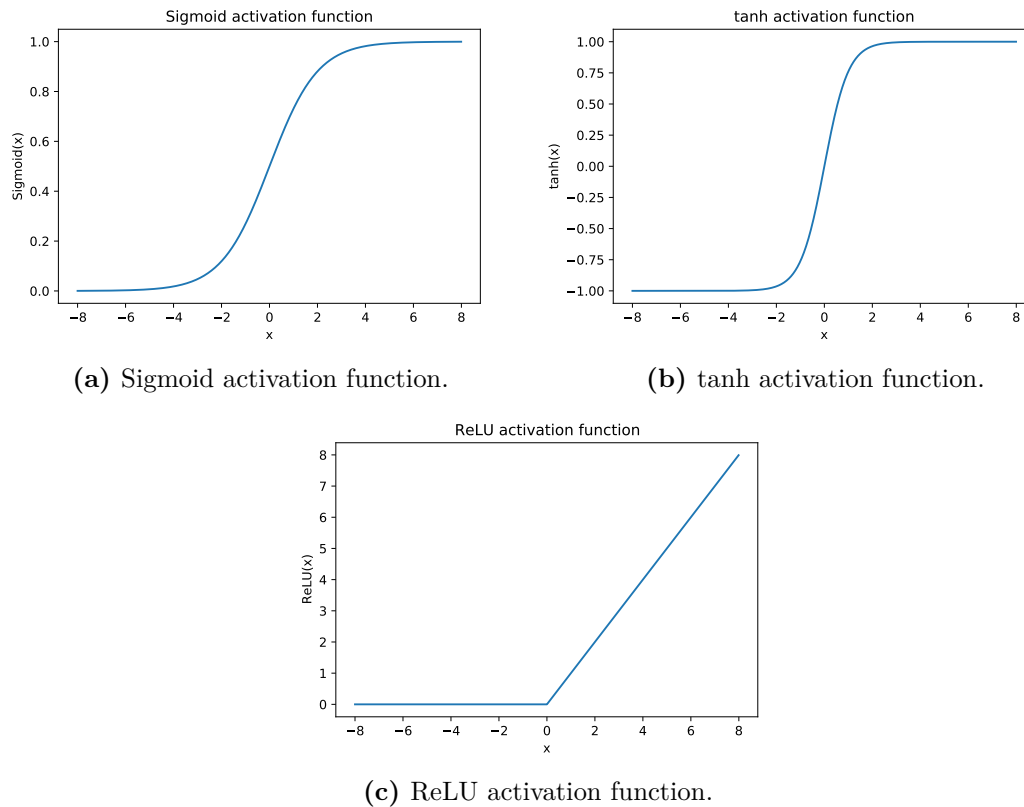 Sigmoid activation function
1.0
0.8
0.6
0.4
0.2
0.0
Sigmoid(x)
−8 −6 −4 −2 0 2 4 6 8
x
(a) Sigmoid activation function.
tanh activation function
1.00
0.75
0.50
0.25
0.00
−0.25
−0.50
−0.75
−1.00
tanh(x)
−8 −6 −4 −2 0 2 4 6 8
x
(b) tanh activation function.
ReLU activation function
8
7
6
5
4
3
2
1
0
ReLU(x)
−8 −6 −4 −2 0 2 4 6 8
x
(c) ReLU activation function.